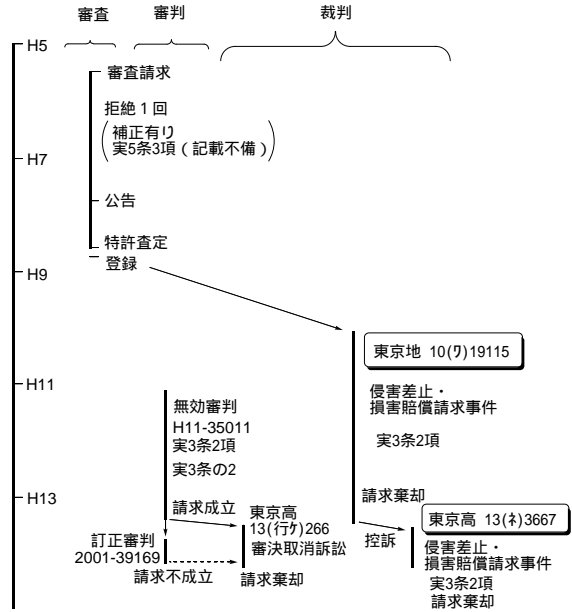 審査
審判
裁判
H5
審査請求
拒絶１回
補正有り
実5条3項（記載不備）
H7
公告
特許査定
登録
H9
東京地 10(ワ)19115
侵害差止・
損害賠償請求事件
実3条2項
H11
無効審判
H11-35011
実3条2項
実3条の2
H13
請求成立
請求棄却
東京高
13(行ケ)266
審決取消訴訟
訂正審判
2001-39169
請求不成立
請求棄却
控訴
東京高 13(ネ)3667
侵害差止・
損害賠償請求事件
実3条2項
請求棄却